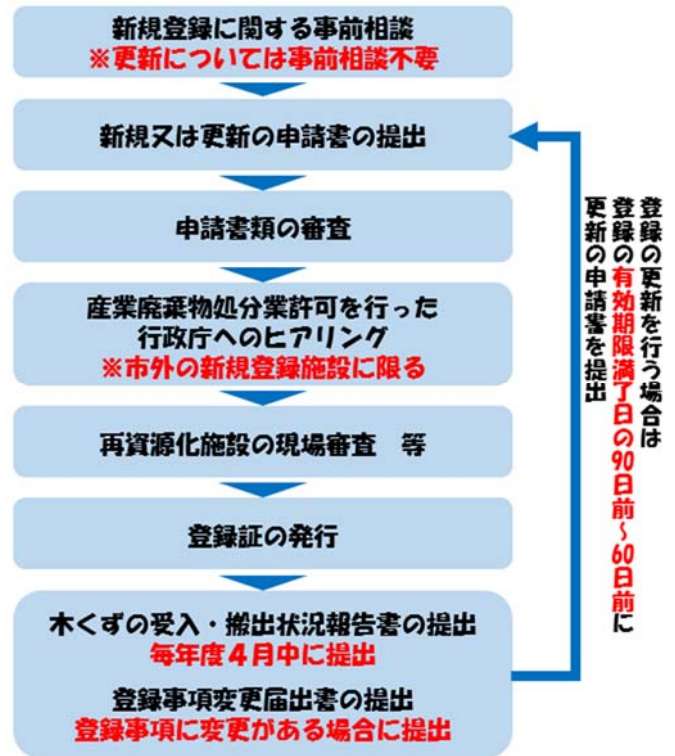 新規登録に関する事前相談
※更新については事前相談不要
新規又は更新の申請書の提出
申請書類の審査
産業廃棄物処分業許可を行った
行政庁へのヒアリング
※市外の新規登録施設に限る
再資源化施設の現場審査　等
登録証の発行
木くずの受入・搬出状況報告書の提出
毎年度４月中に提出
登録事項変更届出書の提出
登録事項に変更がある場合に提出
登録の更新を行う場合は
登録の有効期限満了日の90日前～60日前に
更新の申請書を提出